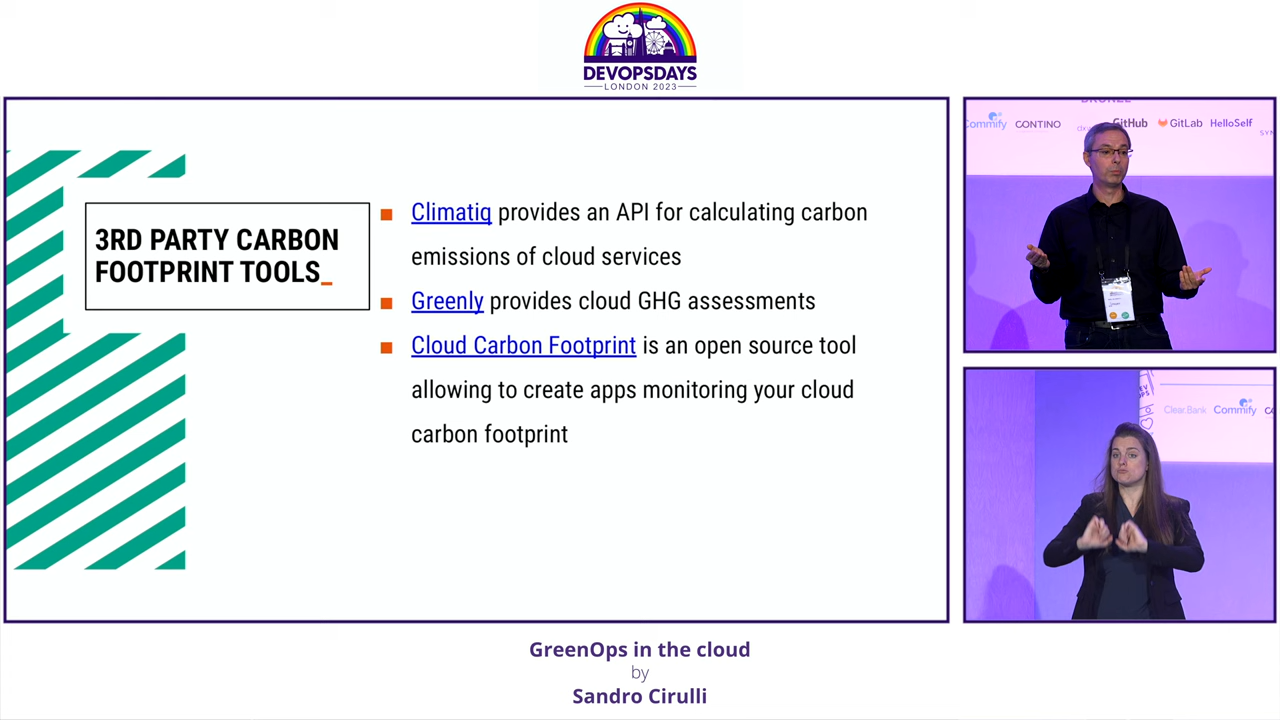 DEVOPSDAYS
LONDON 2023
3RD PARTY CARBON
FOOTPRINT TOOLS_
■ Climatiq provides an API for calculating carbon
emissions of cloud services
■ Greenly provides cloud GHG assessments
■ Cloud Carbon Footprint is an open source tool
allowing to create apps monitoring your cloud
carbon footprint
Commify CONTINO GitHub GitLab HelloSelf
Clear.Bank Commify
GreenOps in the cloud
by
Sandro Cirulli